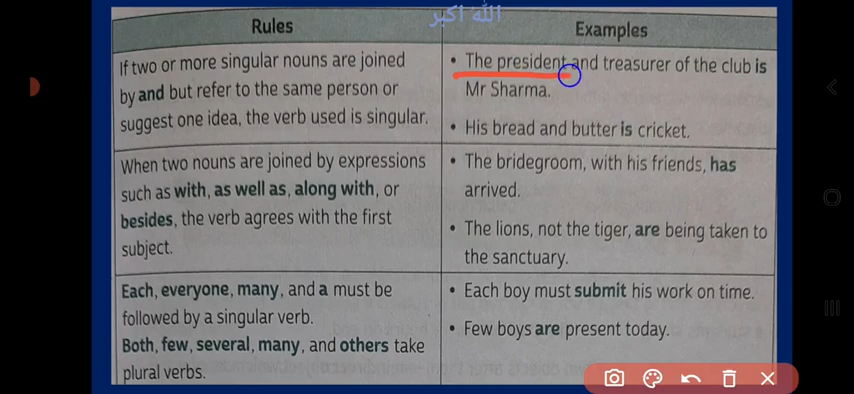 الله أكبر
Rules
Examples
If two or more singular nouns are joined
by and but refer to the same person or
suggest one idea, the verb used is singular.
• The president and treasurer of the club is
Mr Sharma.
• His bread and butter is cricket.
When two nouns are joined by expressions
such as with, as well as, along with, or
besides, the verb agrees with the first
subject.
• The bridegroom, with his friends, has
arrived.
• The lions, not the tiger, are being taken to
the sanctuary.
Each, everyone, many, and a must be
followed by a singular verb.
Both, few, several, many, and others take
plural verbs.
• Each boy must submit his work on time.
• Few boys are present today.